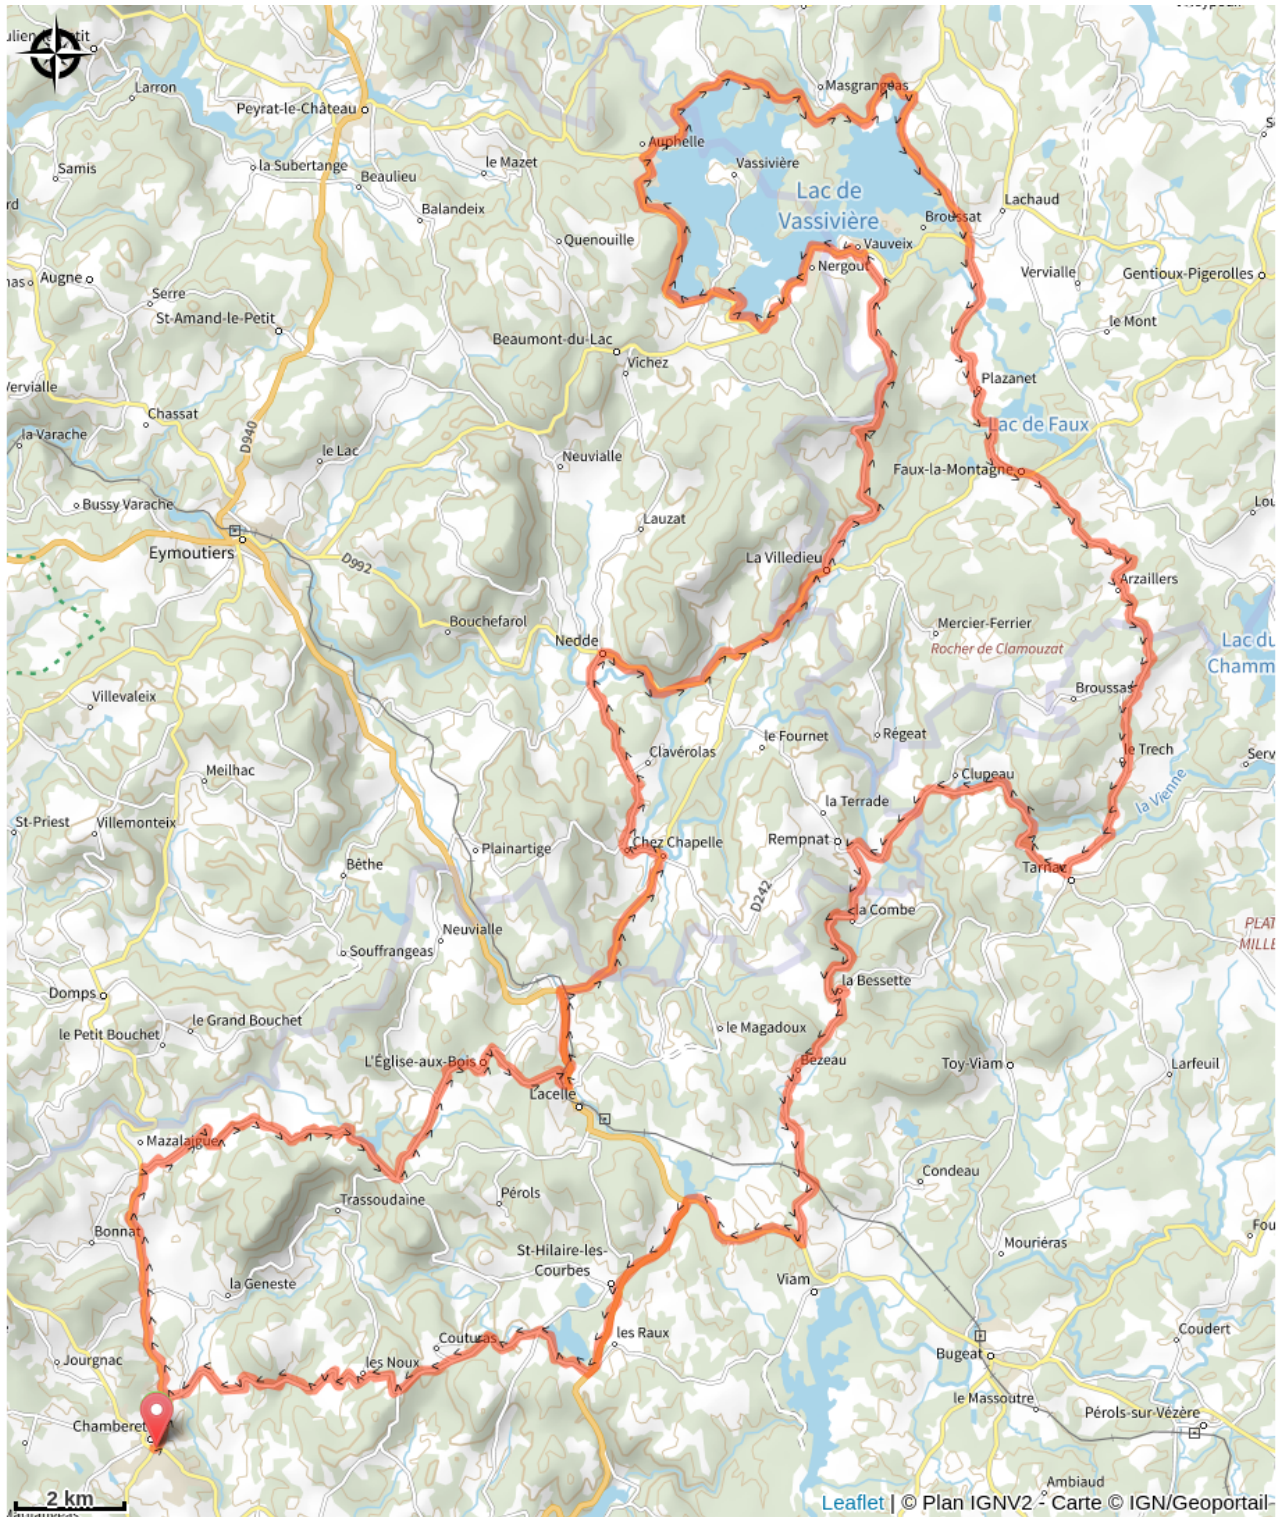 Larron
Peyrat-le-Château
Masgrangeas
Auphelle
Samis
la Subertange
le Mazet
Vassivière
Beaulieu
Lac de
Vassivière
Lachaud
Balandeix
Broussat
Quenouille
Vauveix
Nergout
Vervialle
Gentioux-Pigerolles
Augne
Serre
St-Amand-le-Petit
le Mont
Beaumont-du-Lac
Vichez
Plazanet
Chassat
Lac de Faux
la Varache
D940
le Lac
Neuvialle
Faux-la-Montagne
Bussy Varache
Lauzat
Eymoutiers
D992
La Villedieu
Arzaillers
Bouchefarol
Mercier-Ferrier
Nedde
Rocher de Clamouzat
Lac du
Villevaleix
Broussas
le Fournet
Régeat
Clavérolas
le Trech
Meilhac
Clupeau
la Vienne
la Terrade
St-Priest
Villemonteix
Rempnat
Chez Chapelle
Plainartige
Béthe
Tarnac
D242
la Combe
Neuvialle
Souffrangeas
la Bessette
Domps
le Grand Bouchet
le Magadoux
le Petit Bouchet
L'Église-aux-Bois
Bezeau
Toy-Viam
Larfeuil
Lacelle
Mazalaigue
Condeau
Trassoudaine
Pérols
Bonnat
Mouriéras
St-Hilaire-les-
Courbes
la Geneste
Viam
les Raux
Coudert
Couturas
Bugeat
Jourgnac
les Noux
le Massoutre
Pérols-sur-Vézère
Chamberet
Ambiaud
2 km
Leaflet | © Plan IGNV2 - Carte © IGN/Geoportail